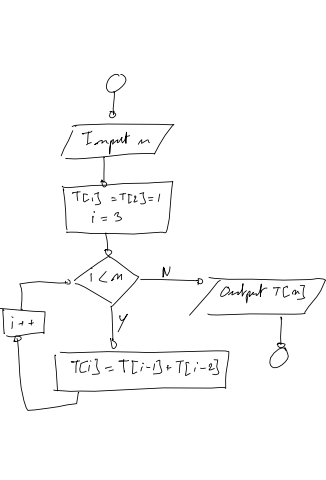 Input n
T[1] = T[2] = 1
i = 3
i < n
N
Output T[n]
Y
i++
T[i] = T[i-1] + T[i-2]